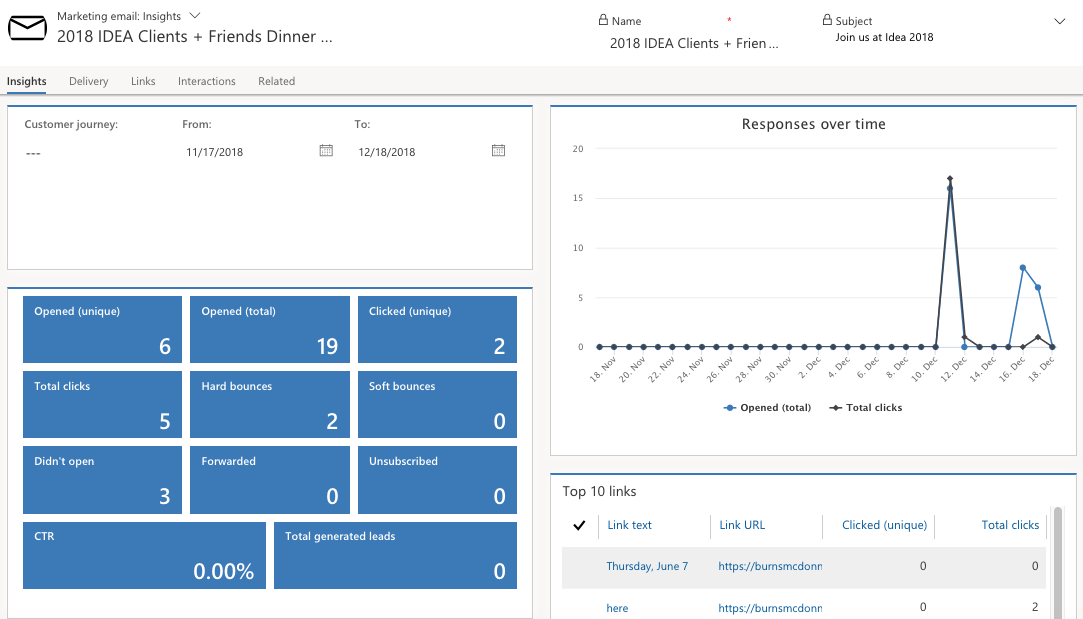 Marketing email: Insights
2018 IDEA Clients + Friends Dinner ...
Name *
2018 IDEA Clients + Frien ...
Subject
Join us at Idea 2018
Insights Delivery Links Interactions Related
Customer journey: From: To:
--- 11/17/2018 12/18/2018
Opened (unique) Opened (total) Clicked (unique)
6 19 2
Total clicks Hard bounces Soft bounces
5 2 0
Didn't open Forwarded Unsubscribed
3 0 0
CTR Total generated leads
0.00% 0
Responses over time
20
15
10
5
0
18. Nov 20. Nov 22. Nov 24. Nov 26. Nov 28. Nov 30. Nov 2. Dec 4. Dec 6. Dec 8. Dec 10. Dec 12. Dec 14. Dec 16. Dec 18. Dec
Opened (total) Total clicks
Top 10 links
Link text Link URL Clicked (unique) Total clicks
Thursday, June 7 https://burnsmcdonn 0 0
here https://burnsmcdonn 0 2